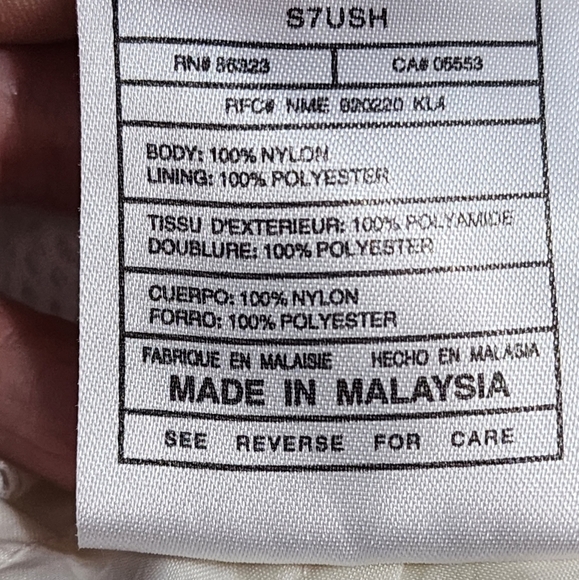 S7USH
RN# 86323 CA# 05553
RFC# NME 820220 KL4
BODY: 100% NYLON
LINING: 100% POLYESTER
TISSU D'EXTERIEUR: 100% POLYAMIDE
DOUBLURE: 100% POLYESTER
CUERPO: 100% NYLON
FORRO: 100% POLYESTER
FABRIQUE EN MALAISIE HECHO EN MALASIA
MADE IN MALAYSIA
SEE REVERSE FOR CARE